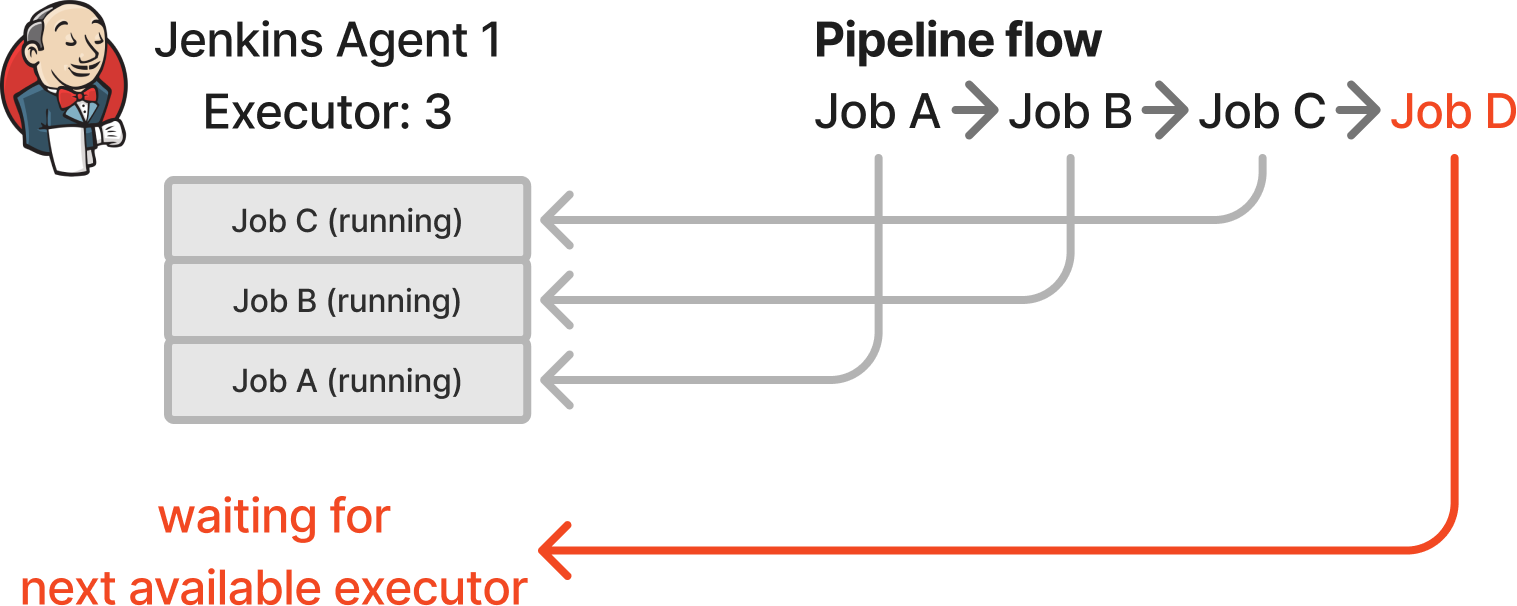 Jenkins Agent 1
Executor: 3
Job C (running)
Job B (running)
Job A (running)
waiting for
next available executor
Pipeline flow
Job A Job B Job C Job D